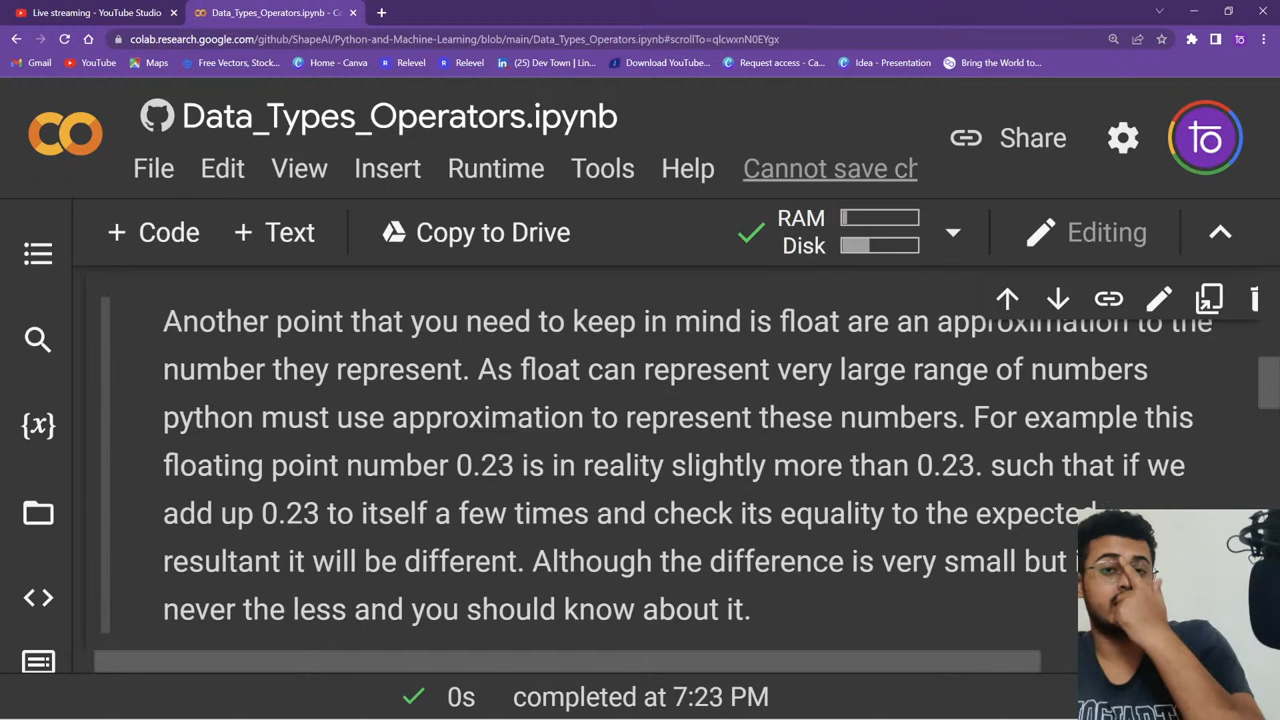 Live streaming - YouTube Studio
Data_Types_Operators.ipynb - Co
colab.research.google.com/github/ShapeAI/Python-and-Machine-Learning/blob/main/Data_Types_Operators.ipynb#scrollTo=qlcwxnN0EYgx
Gmail YouTube Maps Free Vectors, Stock... Home - Canva Relevel Relevel (25) Dev Town | Lin... Download YouTube... Request access - Ca... Idea - Presentation Bring the World to...
Data_Types_Operators.ipynb
Share
to
File Edit View Insert Runtime Tools Help Cannot save ch
+ Code + Text Copy to Drive RAM Disk Editing
Another point that you need to keep in mind is float are an approximation to the
number they represent. As float can represent very large range of numbers
python must use approximation to represent these numbers. For example this
floating point number 0.23 is in reality slightly more than 0.23. such that if we
add up 0.23 to itself a few times and check its equality to the expected
resultant it will be different. Although the difference is very small but i
never the less and you should know about it.
{x}
0s completed at 7:23 PM